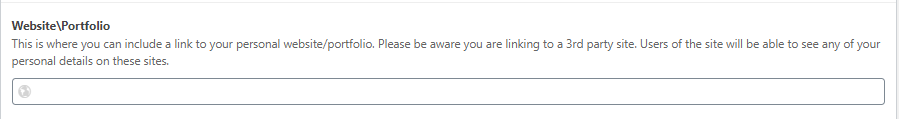 Website\Portfolio
This is where you can include a link to your personal website/portfolio. Please be aware you are linking to a 3rd party site. Users of the site will be able to see any of your
personal details on these sites.